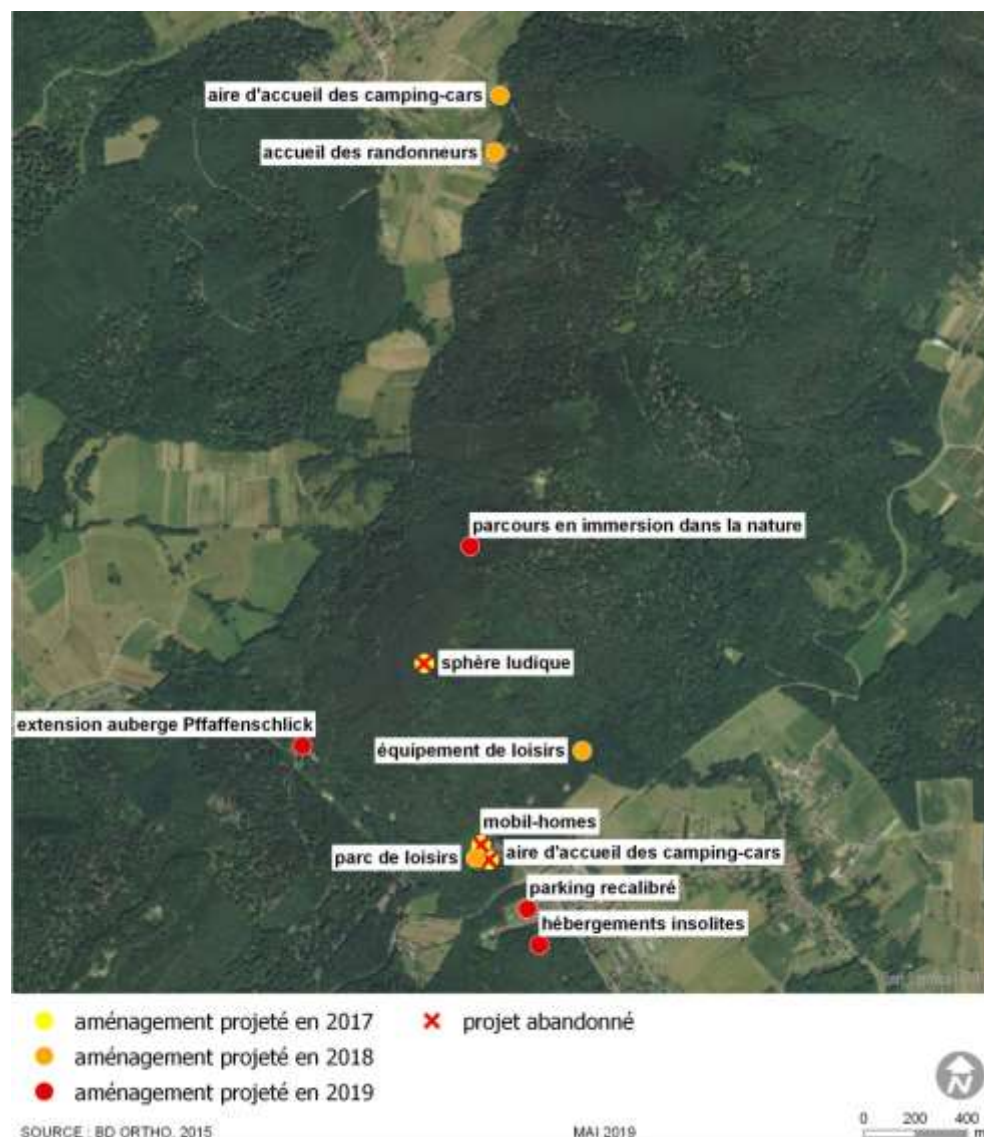 aire d'accueil des camping-cars
accueil des randonneurs
parcours en immersion dans la nature
sphère ludique
extension auberge Pffaffenschlick
équipement de loisirs
mobil-homes
parc de loisirs
aire d'accueil des camping-cars
parking recalibré
hébergements insolites
aménagement projeté en 2017
projet abandonné
aménagement projeté en 2018
aménagement projeté en 2019
N
SOURCE : BD ORTHO, 2015
MAI 2019
0 200 400
m